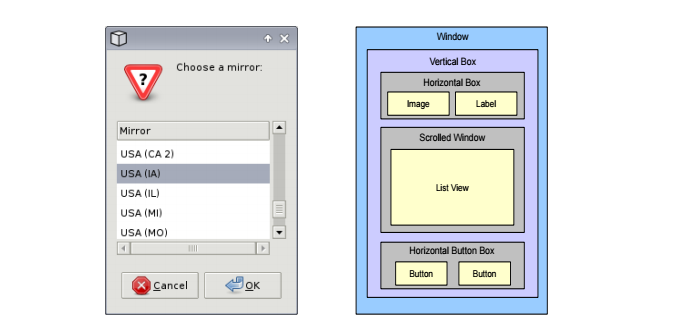 Choose a mirror:
Mirror
USA (CA 2)
USA (IA)
USA (IL)
USA (MI)
USA (MO)
Cancel OK
Window
Vertical Box
Horizontal Box
Image Label
Scrolled Window
List View
Horizontal Button Box
Button Button